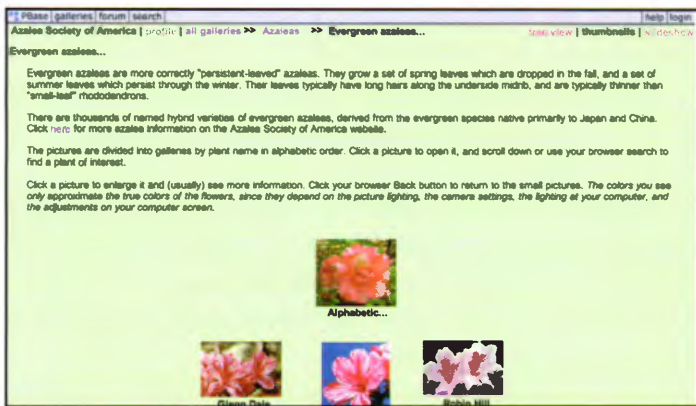 PBase galleries forum search help login
Azalea Society of America | profile | all galleries >> Azaleas >> Evergreen azaleas... tree view | thumbnails | slideshow
Evergreen azaleas...
Evergreen azaleas are more correctly "persistent-leaved" azaleas. They grow a set of spring leaves which are dropped in the fall, and a set of
summer leaves which persist through the winter. Their leaves typically have long hairs along the underside midrib, and are typically thinner than
"small-leaf" rhododendrons.
There are thousands of named hybrid varieties of evergreen azaleas, derived from the evergreen species native primarily to Japan and China.
Click here for more azalea information on the Azalea Society of America website.
The pictures are divided into galleries by plant name in alphabetic order. Click a picture to open it, and scroll down or use your browser search to
find a plant of interest.
Click a picture to enlarge it and (usually) see more information. Click your browser Back button to return to the small pictures. The colors you see
only approximate the true colors of the flowers, since they depend on the picture lighting, the camera settings, the lighting at your computer, and
the adjustments on your computer screen.
Alphabetic...
Glenn Dale Robin Hill